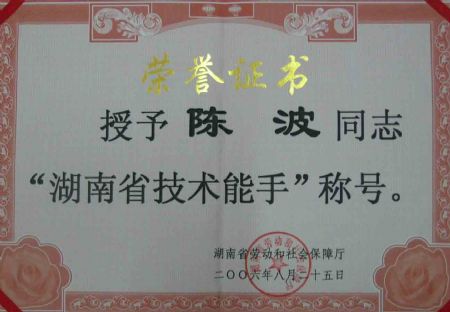 荣誉证书
授予 陈 波 同志
“湖南省技术能手”称号。
湖南省劳动和社会保障厅
二〇〇六年八月二十五日